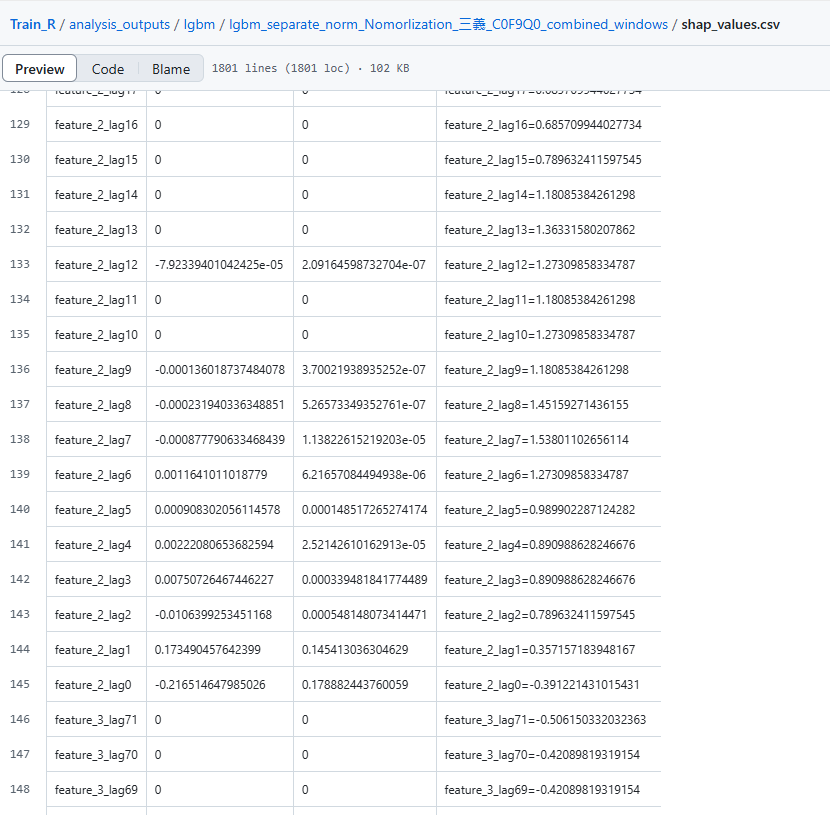 Train_R / analysis_outputs / lgbm / lgbm_separate_norm_Nomorlization_三義_C0F9Q0_combined_windows / shap_values.csv
Preview Code Blame 1801 lines (1801 loc) · 102 KB
129 feature_2_lag16 0 0 feature_2_lag16=0.685709944027734
130 feature_2_lag15 0 0 feature_2_lag15=0.789632411597545
131 feature_2_lag14 0 0 feature_2_lag14=1.18085384261298
132 feature_2_lag13 0 0 feature_2_lag13=1.36331580207862
133 feature_2_lag12 -7.92339401042425e-05 2.09164598732704e-07 feature_2_lag12=1.27309858334787
134 feature_2_lag11 0 0 feature_2_lag11=1.18085384261298
135 feature_2_lag10 0 0 feature_2_lag10=1.27309858334787
136 feature_2_lag9 -0.000136018737484078 3.70021938935252e-07 feature_2_lag9=1.18085384261298
137 feature_2_lag8 -0.000231940336348851 5.26573349352761e-07 feature_2_lag8=1.45159271436155
138 feature_2_lag7 -0.000877790633468439 1.13822615219203e-05 feature_2_lag7=1.53801102656114
139 feature_2_lag6 0.0011641011018779 6.21657084494938e-06 feature_2_lag6=1.27309858334787
140 feature_2_lag5 0.000908302056114578 0.000148517265274174 feature_2_lag5=0.989902287124282
141 feature_2_lag4 0.00222080653682594 2.52142610162913e-05 feature_2_lag4=0.890988628246676
142 feature_2_lag3 0.00750726467446227 0.000339481841774489 feature_2_lag3=0.890988628246676
143 feature_2_lag2 -0.0106399253451168 0.000548148073414471 feature_2_lag2=0.789632411597545
144 feature_2_lag1 0.173490457642399 0.145413036304629 feature_2_lag1=0.357157183948167
145 feature_2_lag0 -0.216514647985026 0.178882443760059 feature_2_lag0=-0.391221431015431
146 feature_3_lag71 0 0 feature_3_lag71=-0.506150332032363
147 feature_3_lag70 0 0 feature_3_lag70=-0.42089819319154
148 feature_3_lag69 0 0 feature_3_lag69=-0.42089819319154